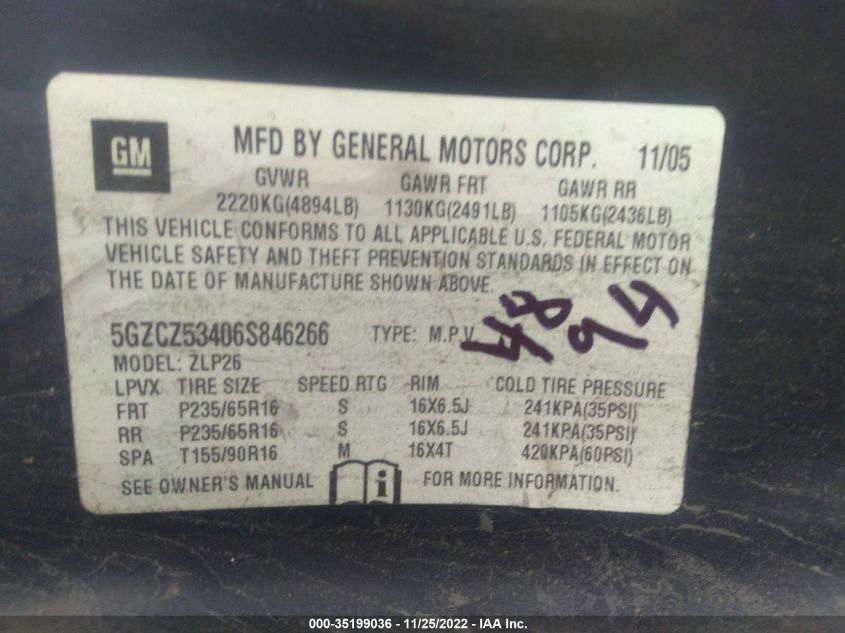 GM MFD BY GENERAL MOTORS CORP. 11/05
GVWR GAWR FRT GAWR RR
2220KG(4894LB) 1130KG(2491LB) 1105KG(2436LB)
THIS VEHICLE CONFORMS TO ALL APPLICABLE U.S. FEDERAL MOTOR
VEHICLE SAFETY AND THEFT PREVENTION STANDARDS IN EFFECT ON
THE DATE OF MANUFACTURE SHOWN ABOVE.
4894
5GZCZ53406S846266 TYPE: M.P.V.
MODEL: ZLP26
LPVX TIRE SIZE SPEED RTG RIM COLD TIRE PRESSURE
FRT P235/65R16 S 16X6.5J 241KPA(35PSI)
RR P235/65R16 S 16X6.5J 241KPA(35PSI)
SPA T155/90R16 M 16X4T 420KPA(60PSI)
SEE OWNER'S MANUAL i FOR MORE INFORMATION.
000-35199036 - 11/25/2022 - IAA Inc.